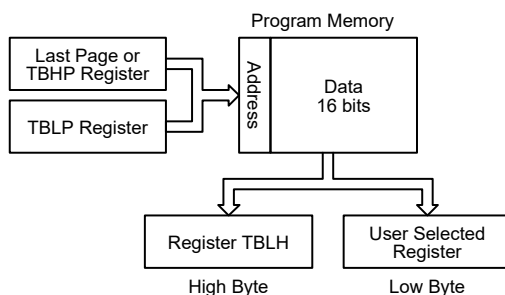 Program Memory
Last Page or
TBHP Register
TBLP Register
Address
Data
16 bits
Register TBLH
High Byte
User Selected
Register
Low Byte